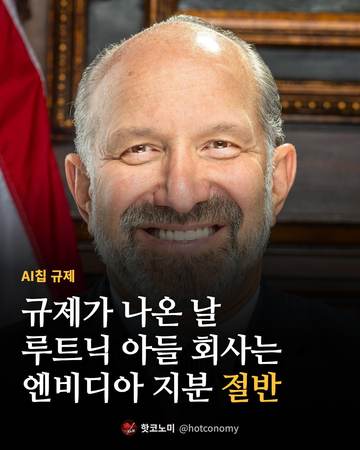 AI칩 규제
규제가 나온 날
루트닉 아들 회사는
엔비디아 지분 절반
핫코노미 @hotconomy